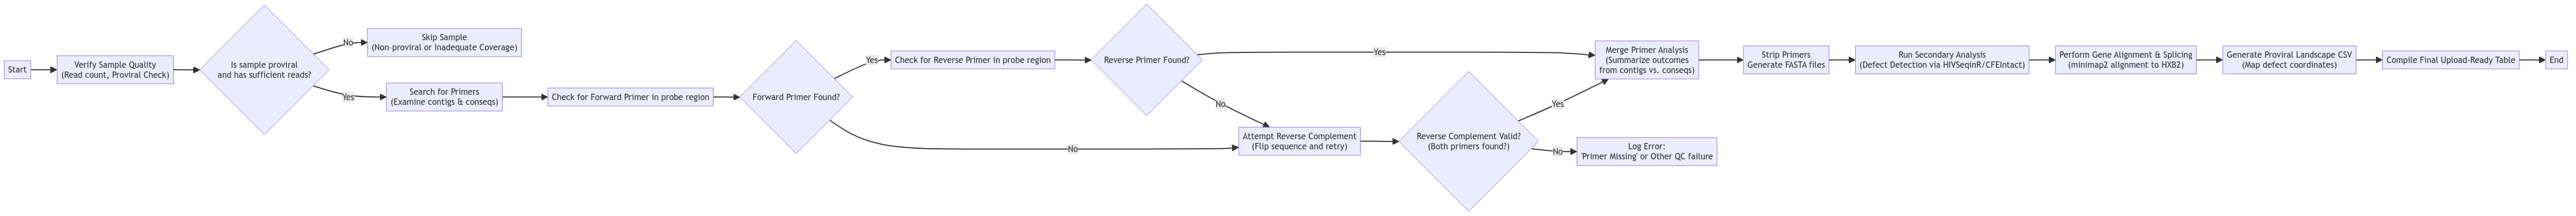 Start
Verify Sample Quality
(Read count, Proviral Check)
Is sample proviral
and has sufficient reads?
No
Skip Sample
(Non-proviral or Inadequate Coverage)
Yes
Search for Primers
(Examine contigs & conseqs)
Check for Forward Primer in probe region
Forward Primer Found?
Yes
Check for Reverse Primer in probe region
Reverse Primer Found?
No
No
Attempt Reverse Complement
(Flip sequence and retry)
Yes
Reverse Complement Valid?
(Both primers found?)
Yes
No
Log Error:
'Primer Missing' or Other QC failure
Merge Primer Analysis
(Summarize outcomes
from contigs vs. conseqs)
Strip Primers
Generate FASTA files
Run Secondary Analysis
(Defect Detection via HIVSeqinR/CFEIntact)
Perform Gene Alignment & Splicing
(minimap2 alignment to HXB2)
Generate Proviral Landscape CSV
(Map defect coordinates)
Compile Final Upload-Ready Table
End